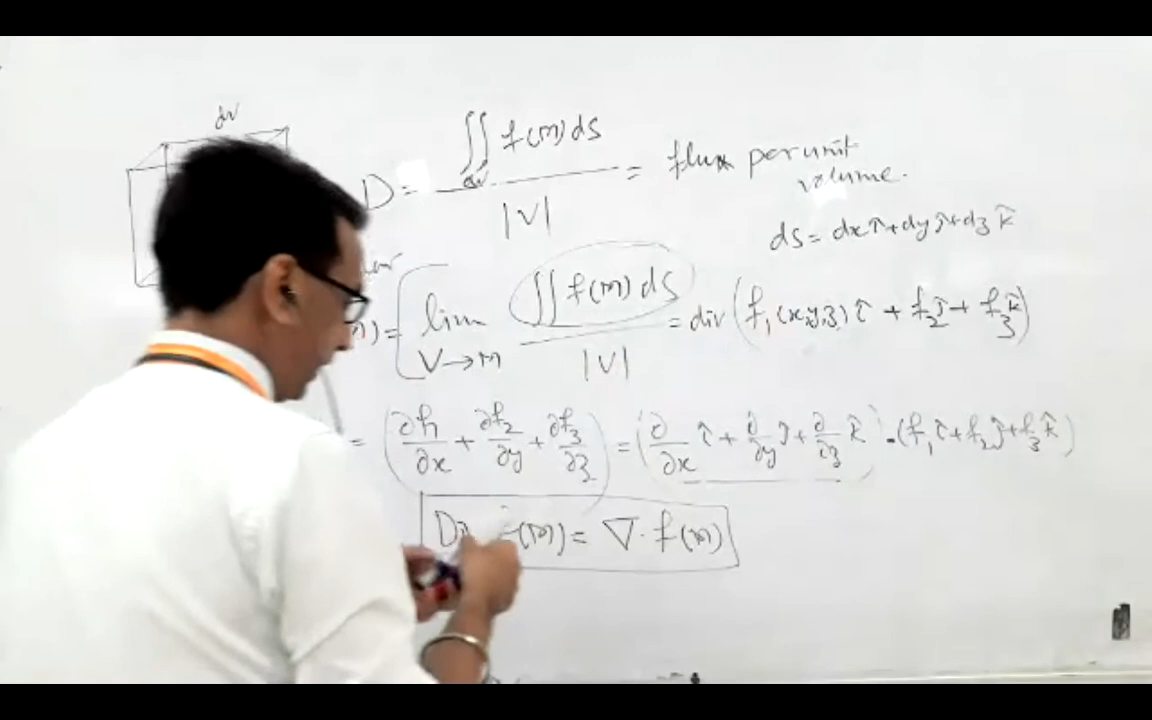 dv
D = ∬ f(m) ds / |V| = flux per unit
volume.
ds = dx î + dy ĵ + dz k̂
) = lim V→m ∬ f(m) ds / |V| = div (f₁(x,y,z) î + f₂ ĵ + f₃ k̂)
= (∂f₁/∂x + ∂f₂/∂y + ∂f₃/∂z) = (∂/∂x î + ∂/∂y ĵ + ∂/∂z k̂) · (f₁ î + f₂ ĵ + f₃ k̂)
(m) = ∇ · f(m)